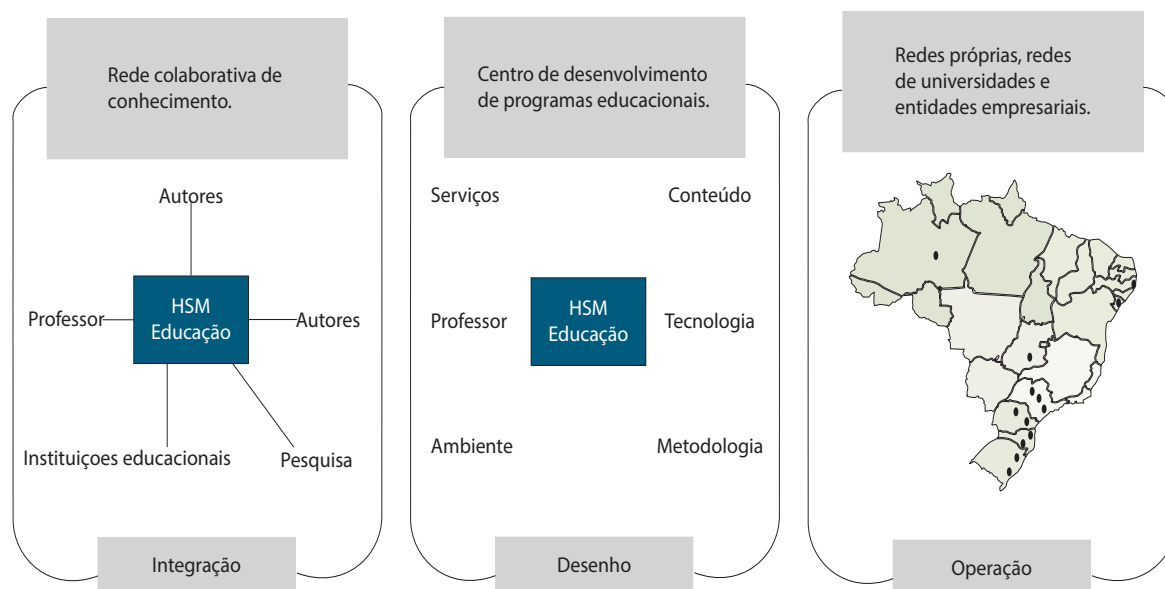 Rede colaborativa de
conhecimento.
Autores
HSM
Educação
Professor
Autores
Instituiçoes educacionais
Pesquisa
Integração
Centro de desenvolvimento
de programas educacionais.
Serviços
Conteúdo
Professor
HSM
Educação
Tecnologia
Ambiente
Metodologia
Desenho
Redes próprias, redes
de universidades e
entidades empresariais.
Operação